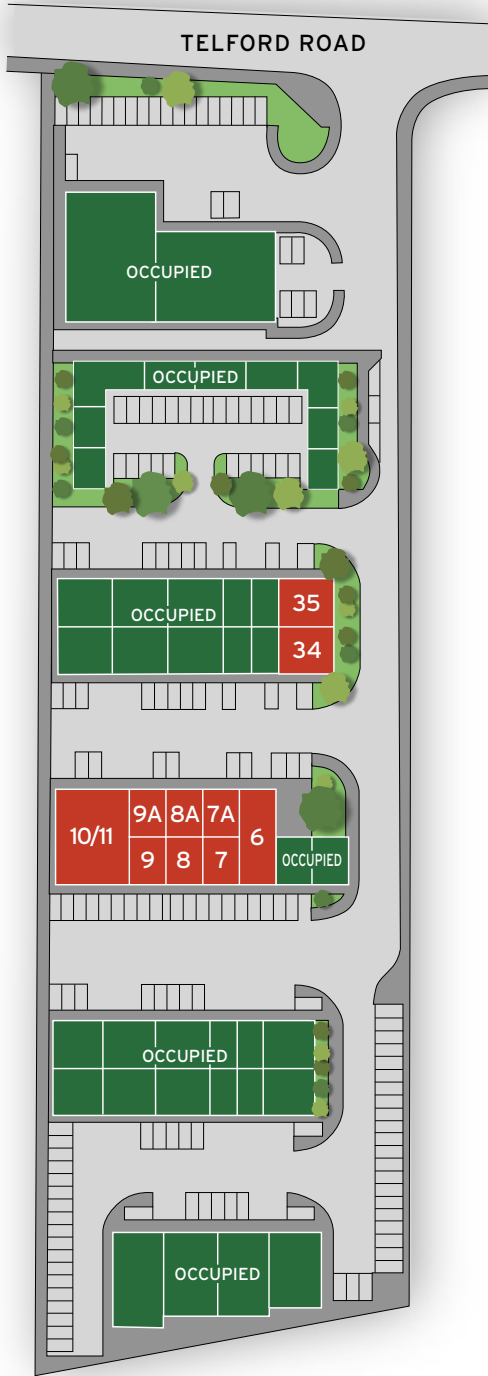 TELFORD ROAD
OCCUPIED
OCCUPIED
OCCUPIED
35
34
10/11
9A 8A 7A
6
9 8 7
OCCUPIED
OCCUPIED
OCCUPIED